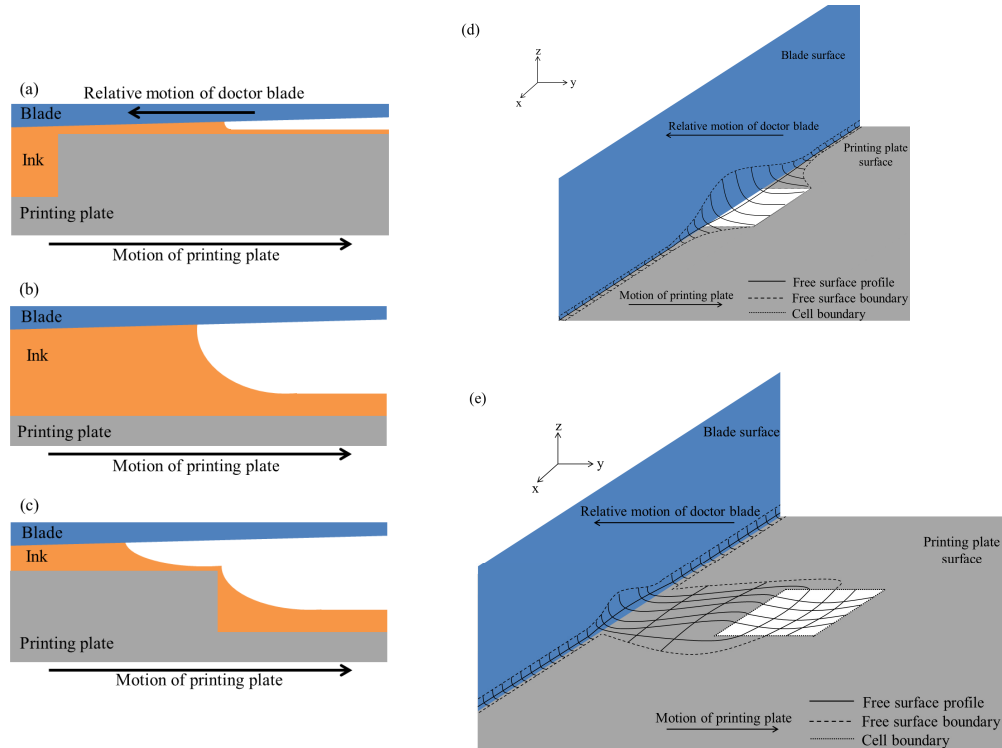 (a)
Relative motion of doctor blade
Blade
Ink
Printing plate
Motion of printing plate
(b)
Blade
Ink
Printing plate
Motion of printing plate
(c)
Blade
Ink
Printing plate
Motion of printing plate
(d)
z
y
x
Blade surface
Relative motion of doctor blade
Printing plate
surface
Motion of printing plate
Free surface profile
Free surface boundary
Cell boundary
(e)
z
y
x
Blade surface
Relative motion of doctor blade
Printing plate
surface
Motion of printing plate
Free surface profile
Free surface boundary
Cell boundary